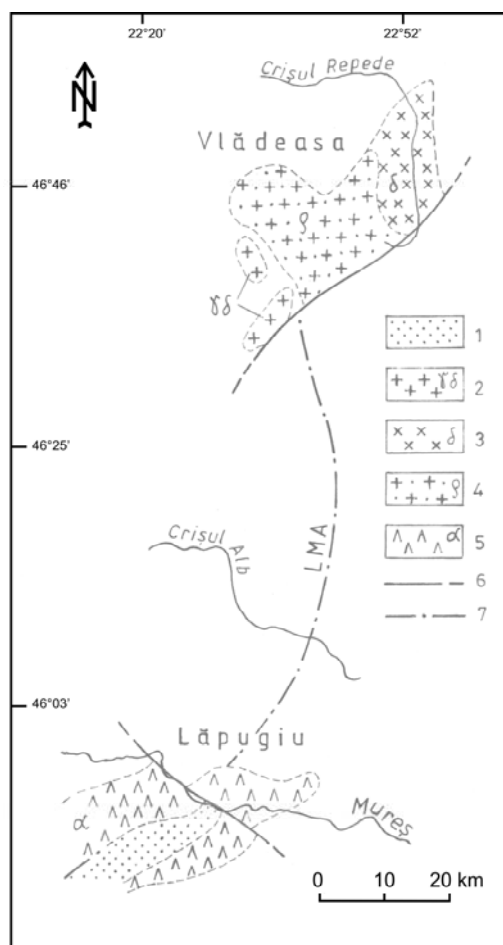 22°20'
22°52'
N
Crişul Repede
Vlădeasa
46°46'
δ
ρ
γδ
1
γδ
2
δ
3
46°25'
ρ
4
α
5
Crişul Alb
LMA
6
7
46°03'
Lăpugiu
α
Mureş
0 10 20 km